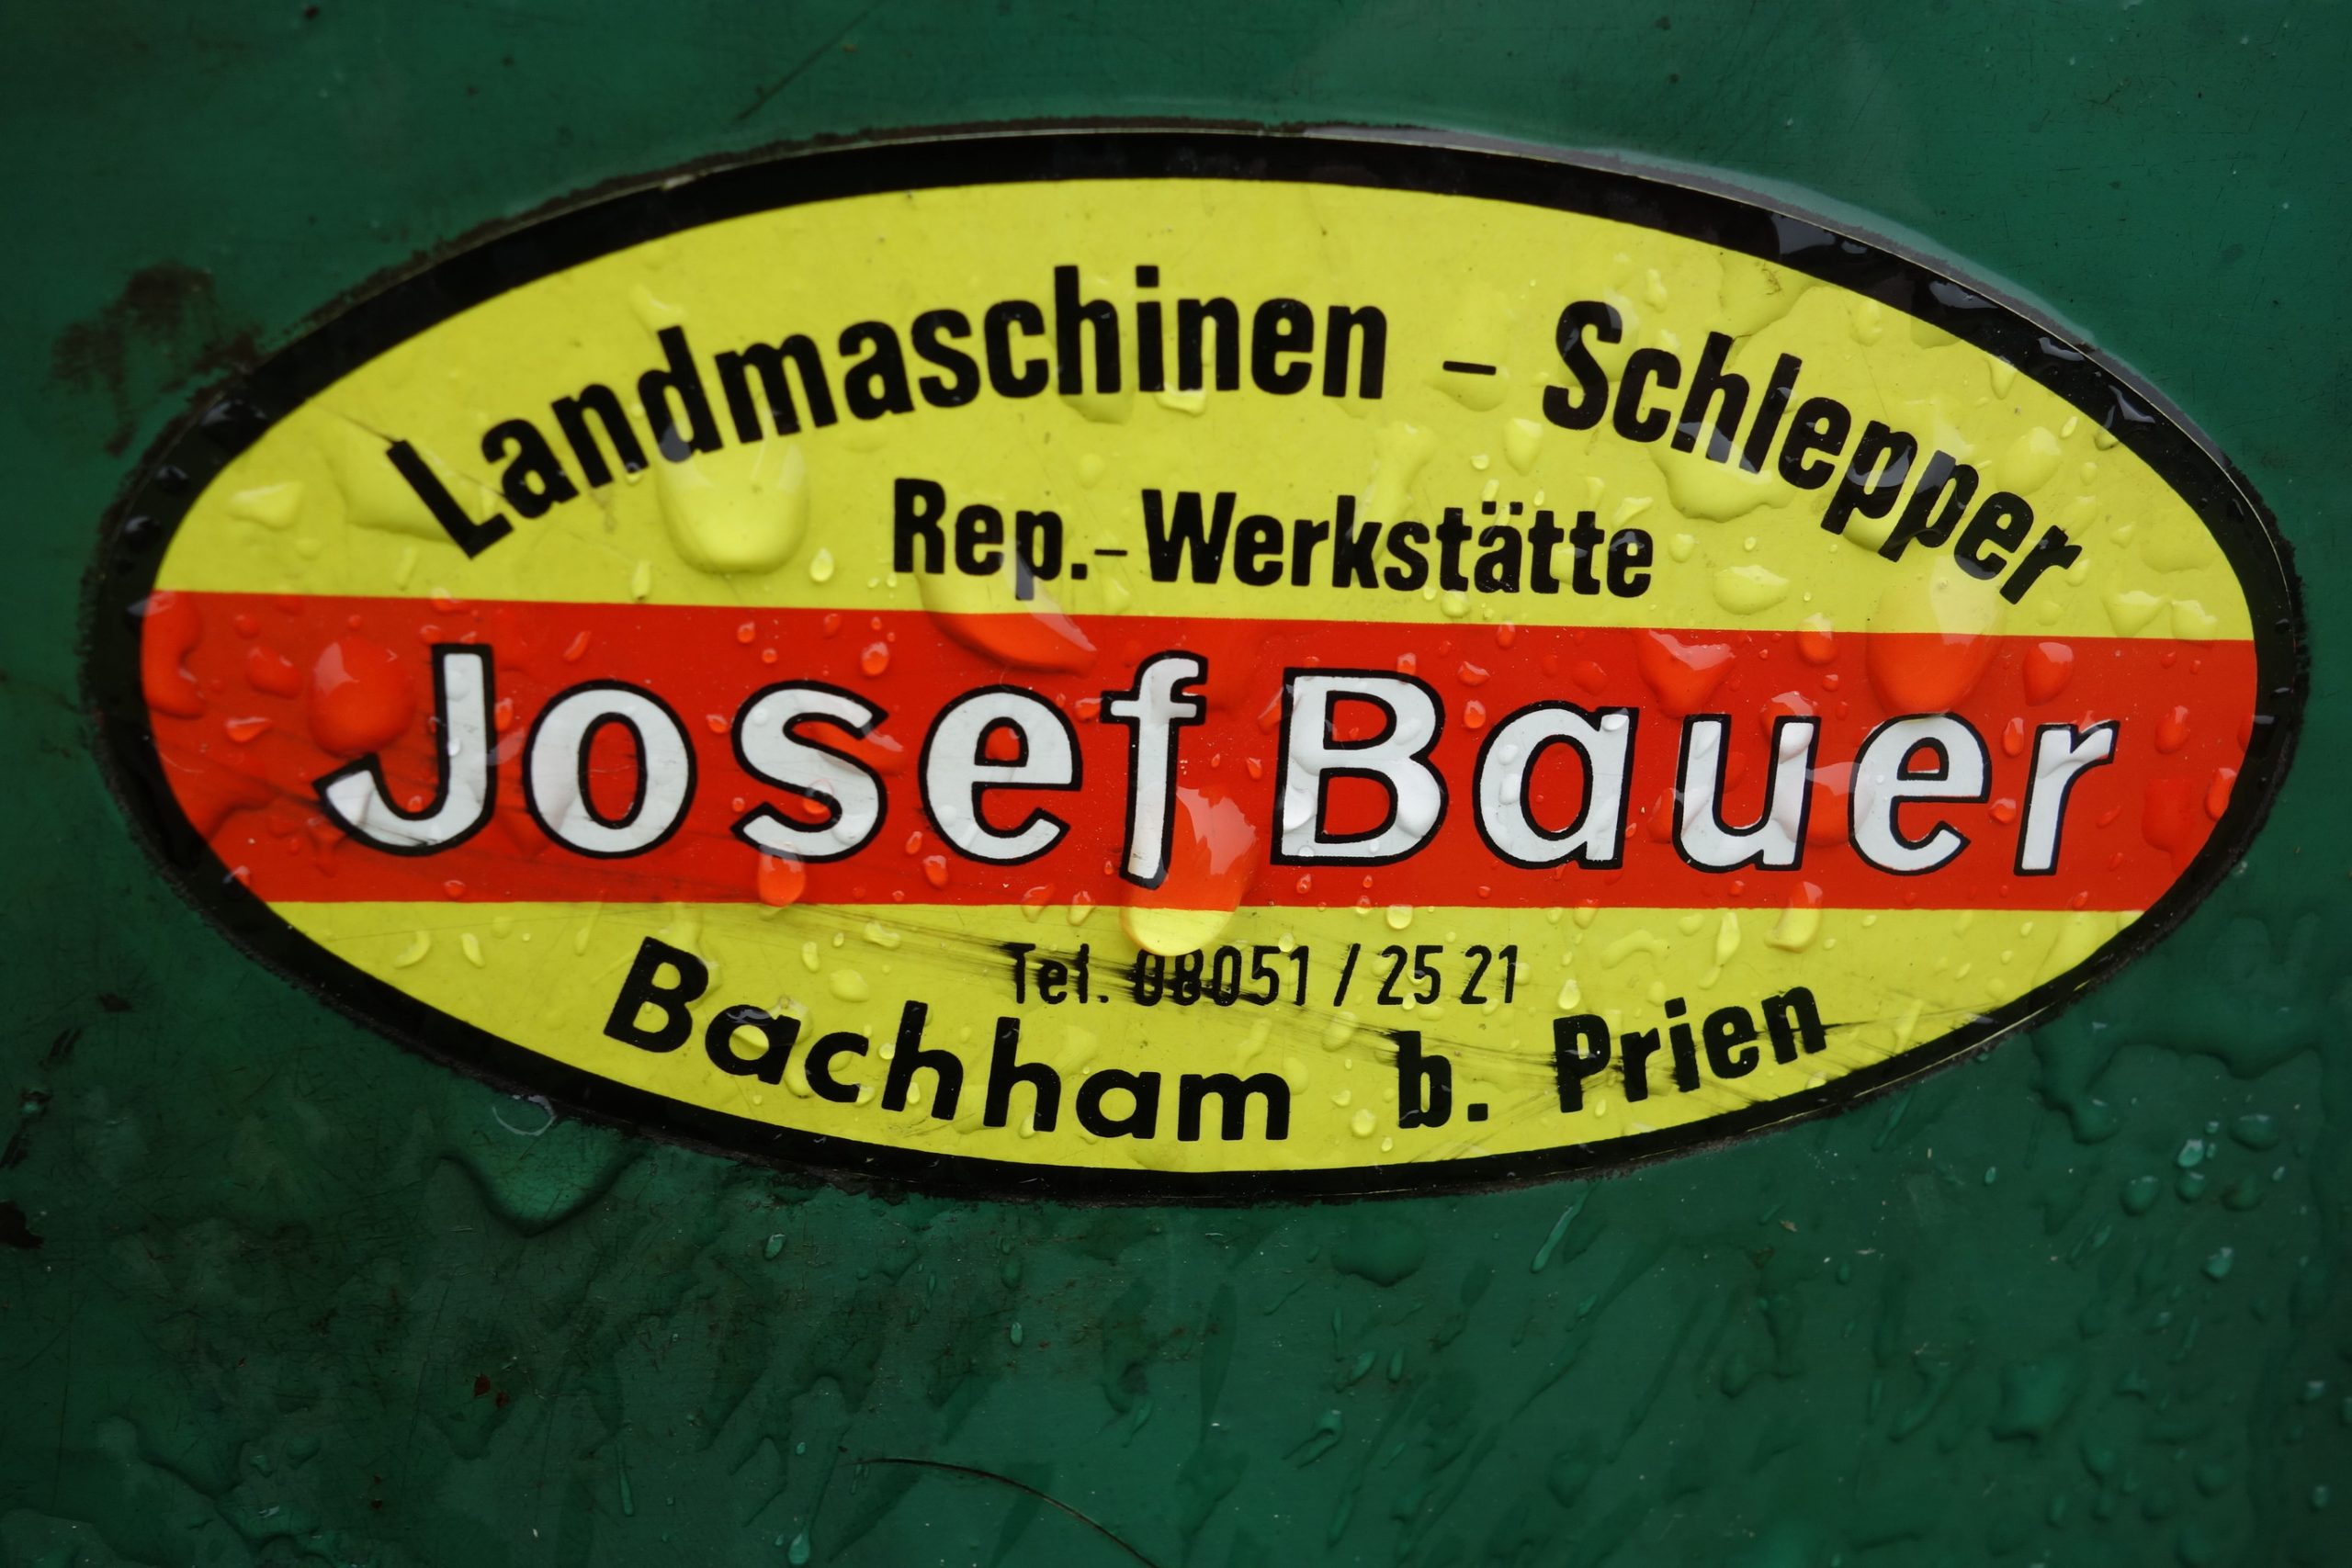 Landmaschinen – Schlepper
Rep.-Werkstätte
Josef Bauer
Tel. 08051 / 25 21
Bachham b. Prien